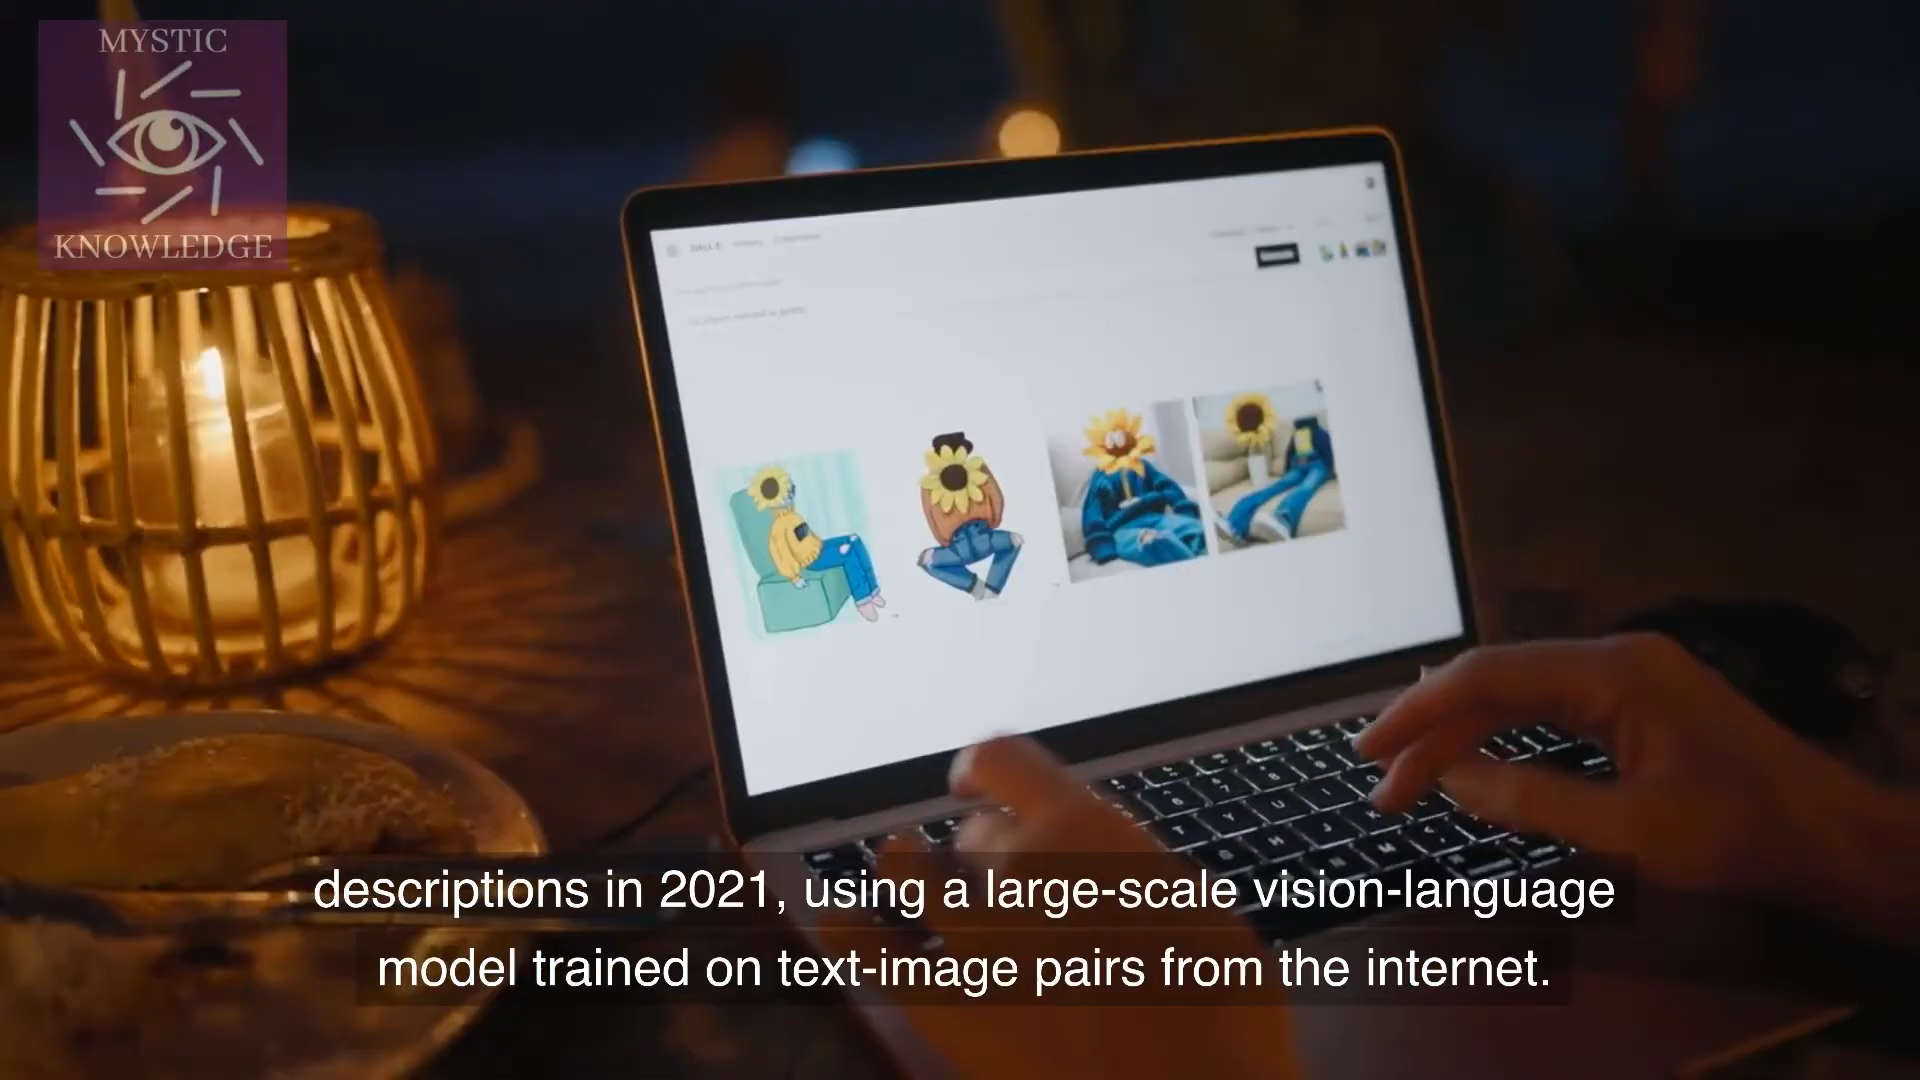 MYSTIC
KNOWLEDGE
DALL-E
descriptions in 2021, using a large-scale vision-language
model trained on text-image pairs from the internet.